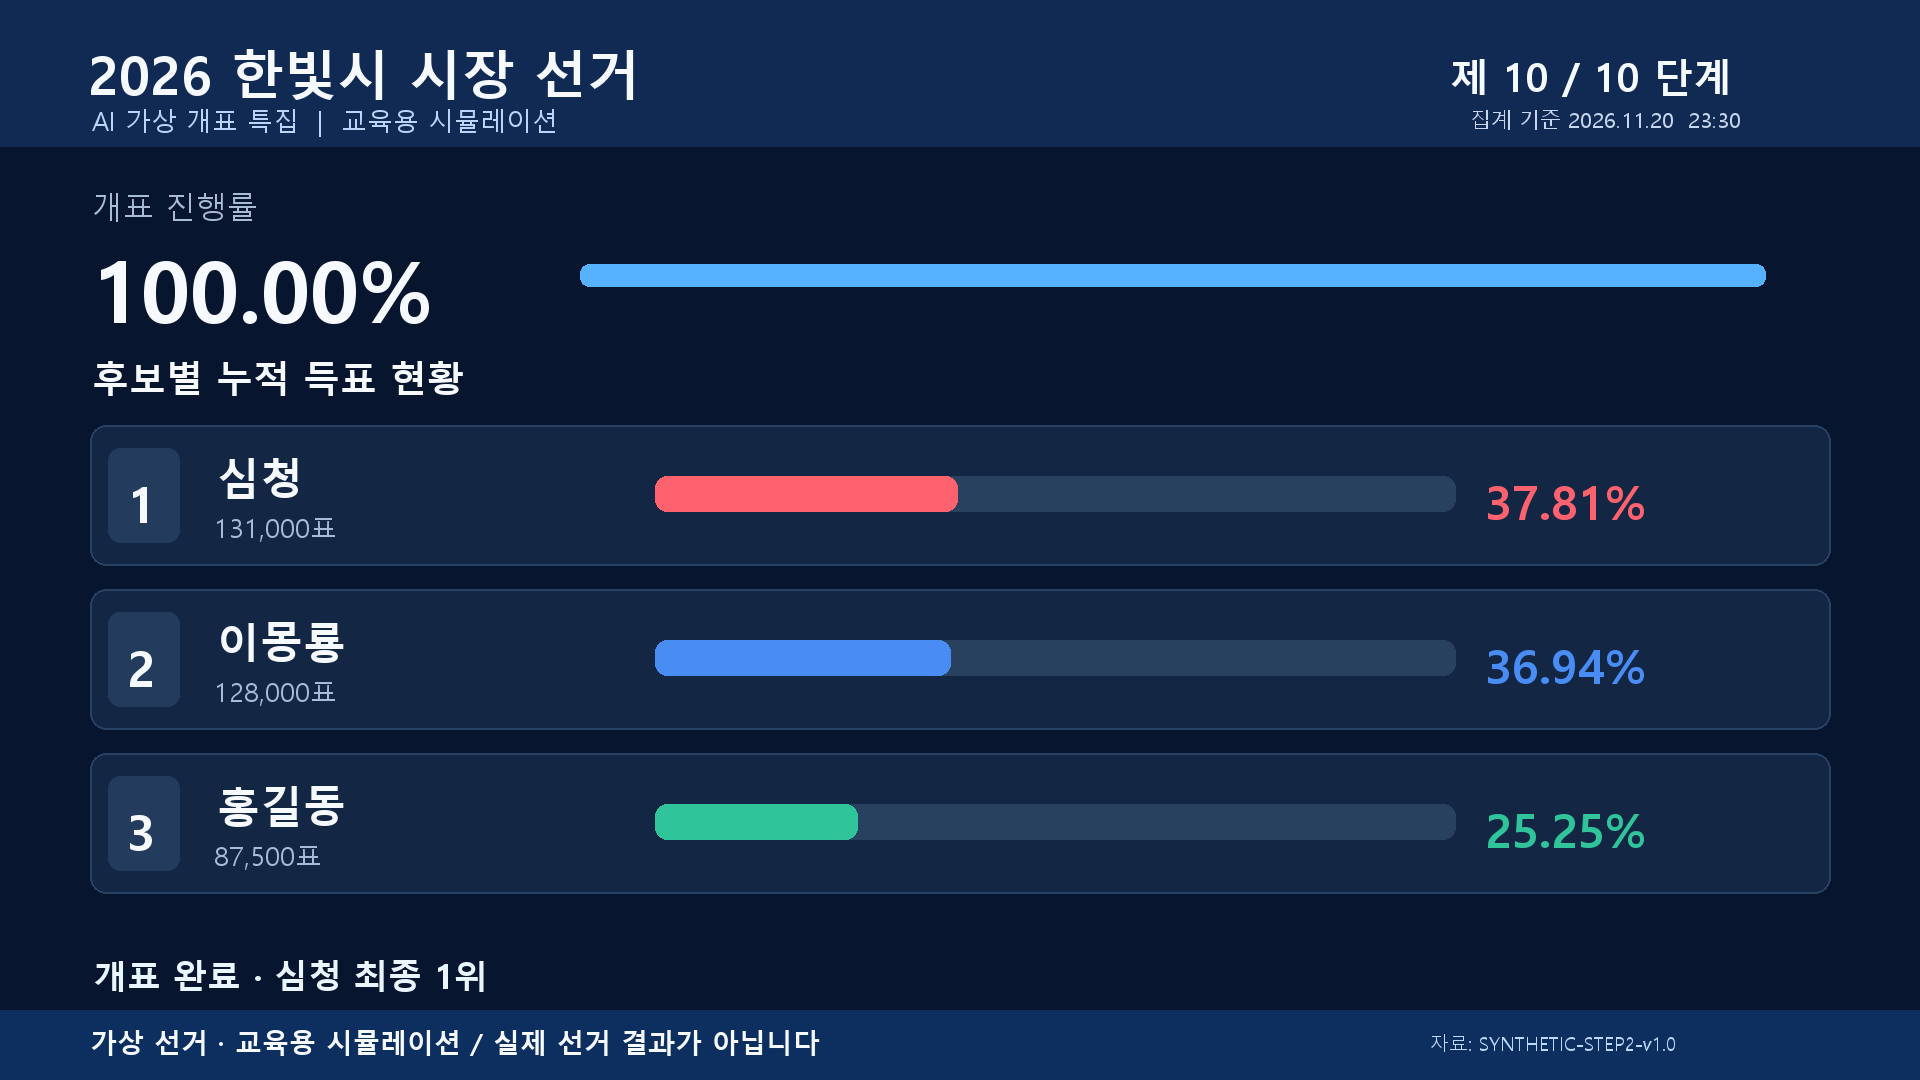 2026 한빛시 시장 선거
AI 가상 개표 특집 | 교육용 시뮬레이션
제 10 / 10 단계
집계 기준 2026.11.20 23:30
개표 진행률
100.00%
후보별 누적 득표 현황
1
심청
131,000표
37.81%
2
이몽룡
128,000표
36.94%
3
홍길동
87,500표
25.25%
개표 완료 · 심청 최종 1위
가상 선거 · 교육용 시뮬레이션 / 실제 선거 결과가 아닙니다
자료: SYNTHETIC-STEP2-v1.0